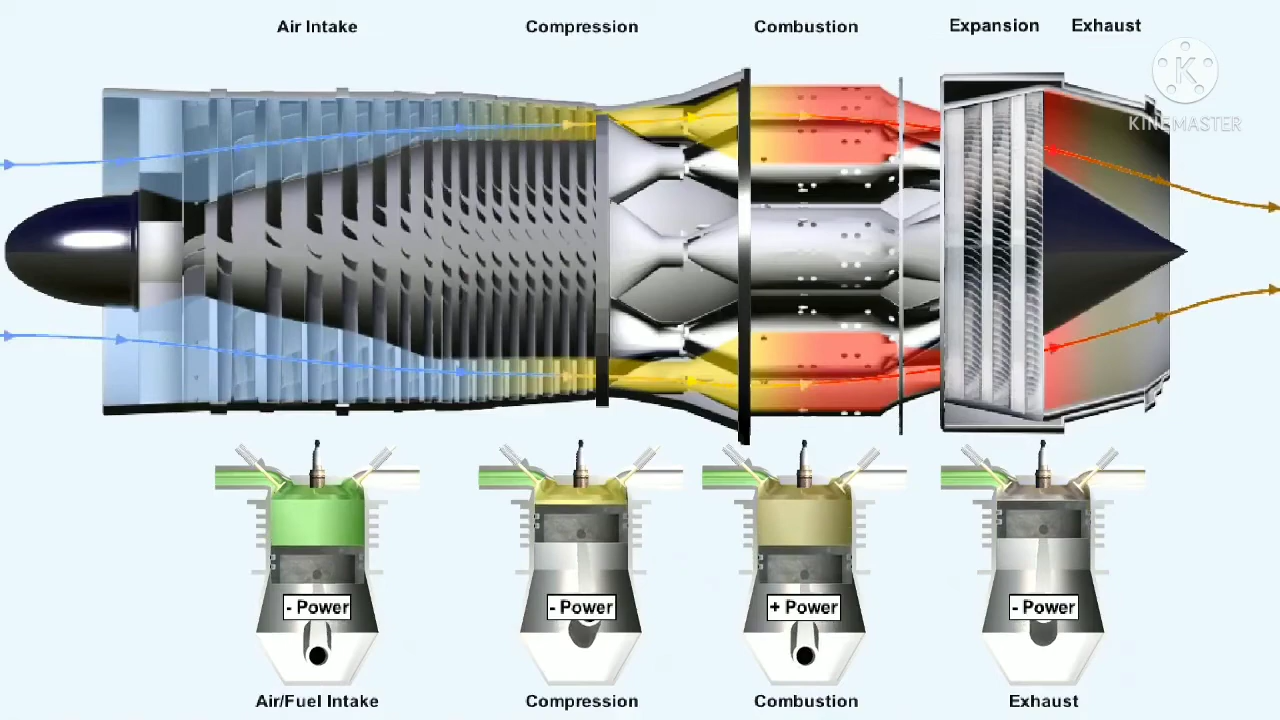 Air Intake
Compression
Combustion
Expansion
Exhaust
K
KINEMASTER
- Power
- Power
+ Power
- Power
Air/Fuel Intake
Compression
Combustion
Exhaust